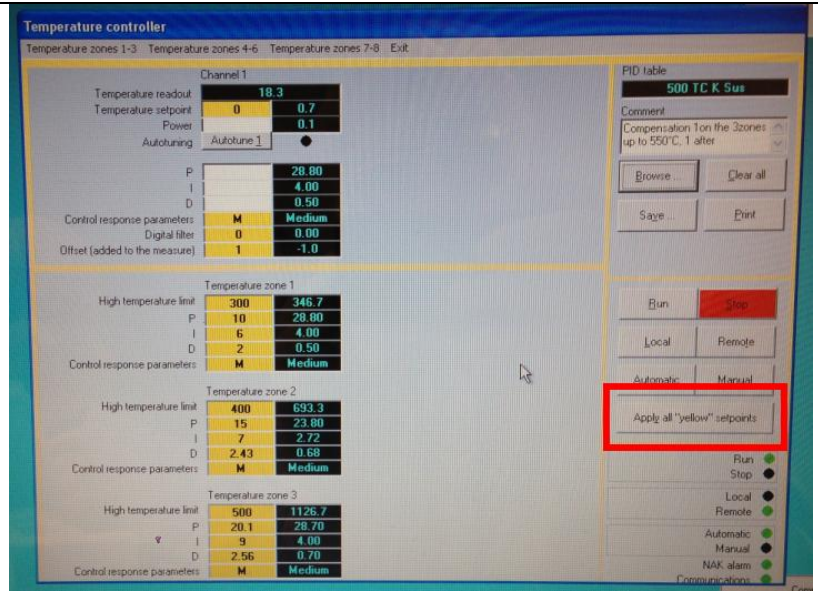 Temperature controller
Temperature zones 1-3 Temperature zones 4-6 Temperature zones 7-8 Exit
Channel 1
Temperature readout 18.3
Temperature setpoint 0 0.7
Power 0.1
Autotuning Autotune 1
P 28.80
I 4.00
D 0.50
Control response parameters M Medium
Digital filter 0 0.00
Offset (added to the measure) 1 -1.0
Temperature zone 1
High temperature limit 300 346.7
P 10 28.80
I 6 4.00
D 2 0.50
Control response parameters M Medium
Temperature zone 2
High temperature limit 400 693.3
P 15 23.80
I 7 2.72
D 2.43 0.68
Control response parameters M Medium
Temperature zone 3
High temperature limit 500 1126.7
P 20.1 28.70
I 9 4.00
D 2.56 0.70
Control response parameters M Medium
PID table
500 TC K Sus
Comment
Compensation 1on the 3zones
up to 550°C, 1 after
Browse ... Clear all
Save ... Print
Run Stop
Local Remote
Automatic Manual
Apply all "yellow" setpoints
Run
Stop
Local
Remote
Automatic
Manual
NAK alarm
Communications